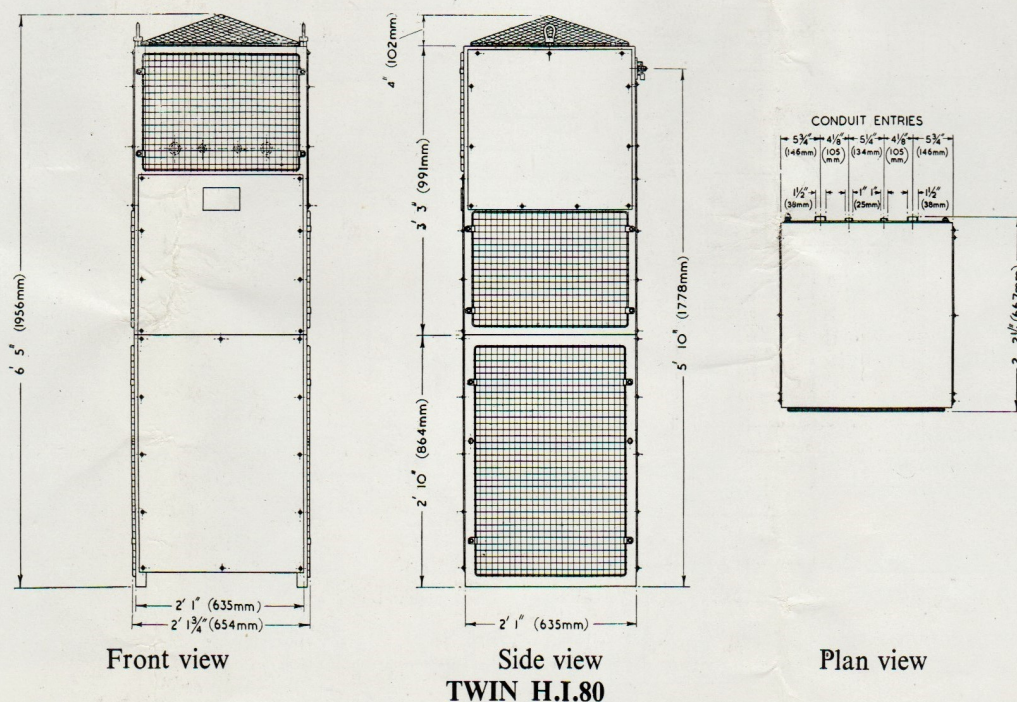 6' 5" (1956mm)
2' 1" (635mm)
2' 1¾" (654mm)
Front view
4" (102mm)
3' 3" (991mm)
2' 10" (864mm)
5' 10" (1778mm)
2' 1" (635mm)
Side view
TWIN H.I.80
CONDUIT ENTRIES
5¾" 4⅛" 5¼" 4⅛" 5¾"
(146mm) (105 mm) (134mm) (105 mm) (146mm)
1½" 1" 1" 1½"
(38mm) (25mm) (38mm)
(667mm)
Plan view